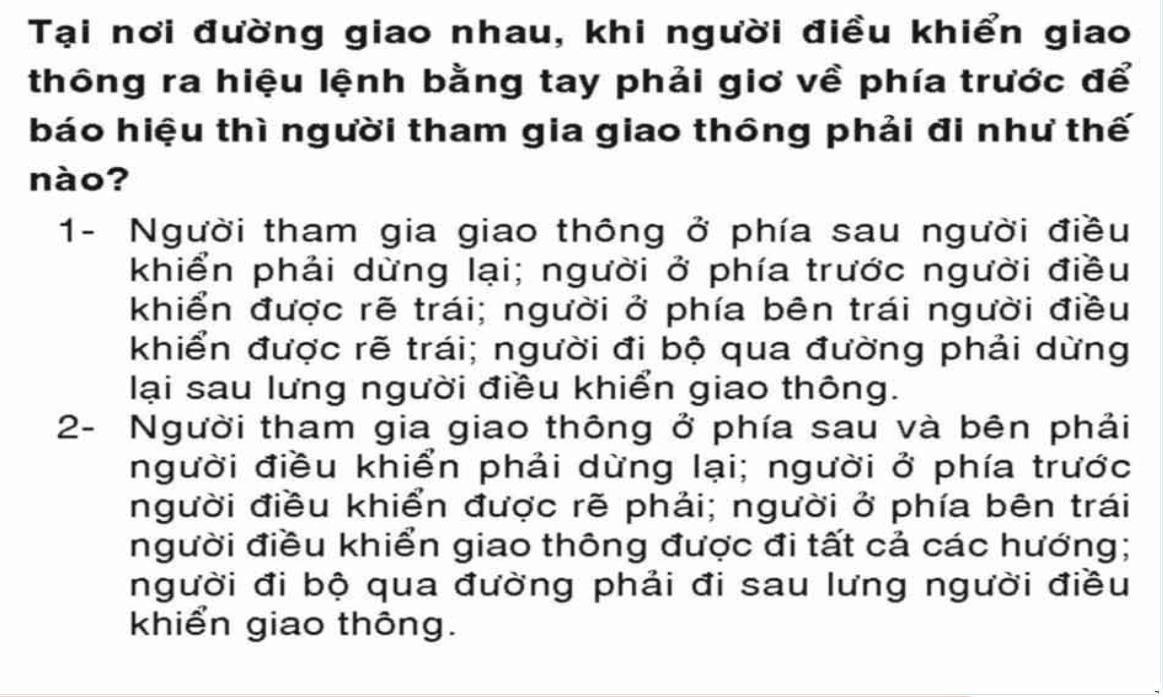 Tại nơi đường giao nhau, khi người điều khiển giao
thông ra hiệu lệnh bằng tay phải giơ về phía trước để
báo hiệu thì người tham gia giao thông phải đi như thế
nào?
1- Người tham gia giao thông ở phía sau người điều
khiển phải dừng lại; người ở phía trước người điều
khiển được rẽ trái; người ở phía bên trái người điều
khiển được rẽ trái; người đi bộ qua đường phải dừng
lại sau lưng người điều khiển giao thông.
2- Người tham gia giao thông ở phía sau và bên phải
người điều khiển phải dừng lại; người ở phía trước
người điều khiển được rẽ phải; người ở phía bên trái
người điều khiển giao thông được đi tất cả các hướng;
người đi bộ qua đường phải đi sau lưng người điều
khiển giao thông.